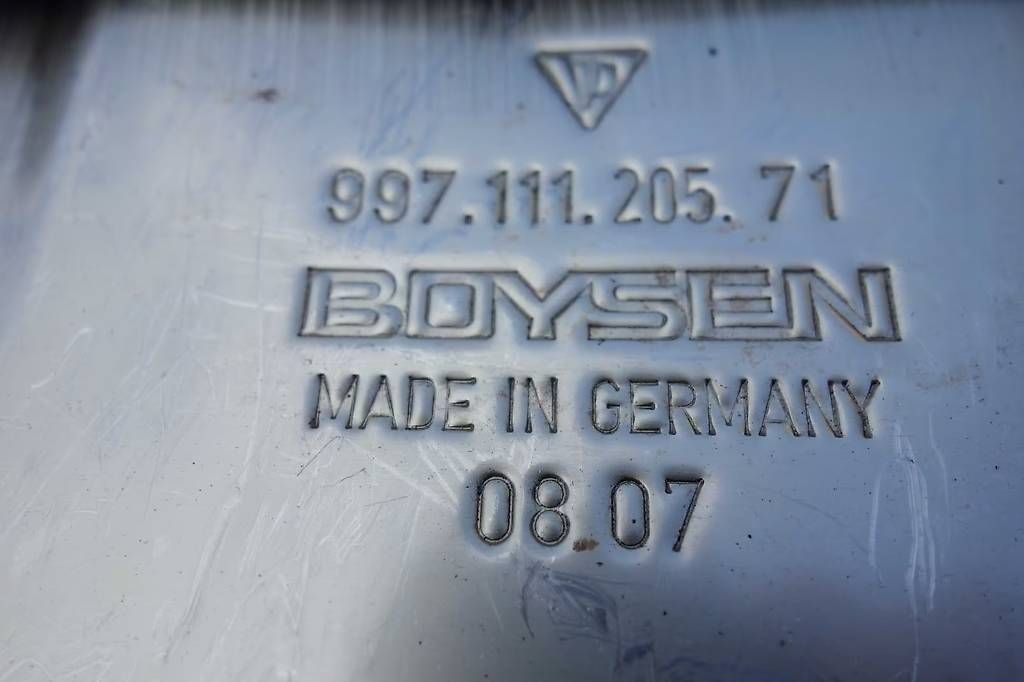 997.111.205.71
BOYSEN
MADE IN GERMANY
08 07